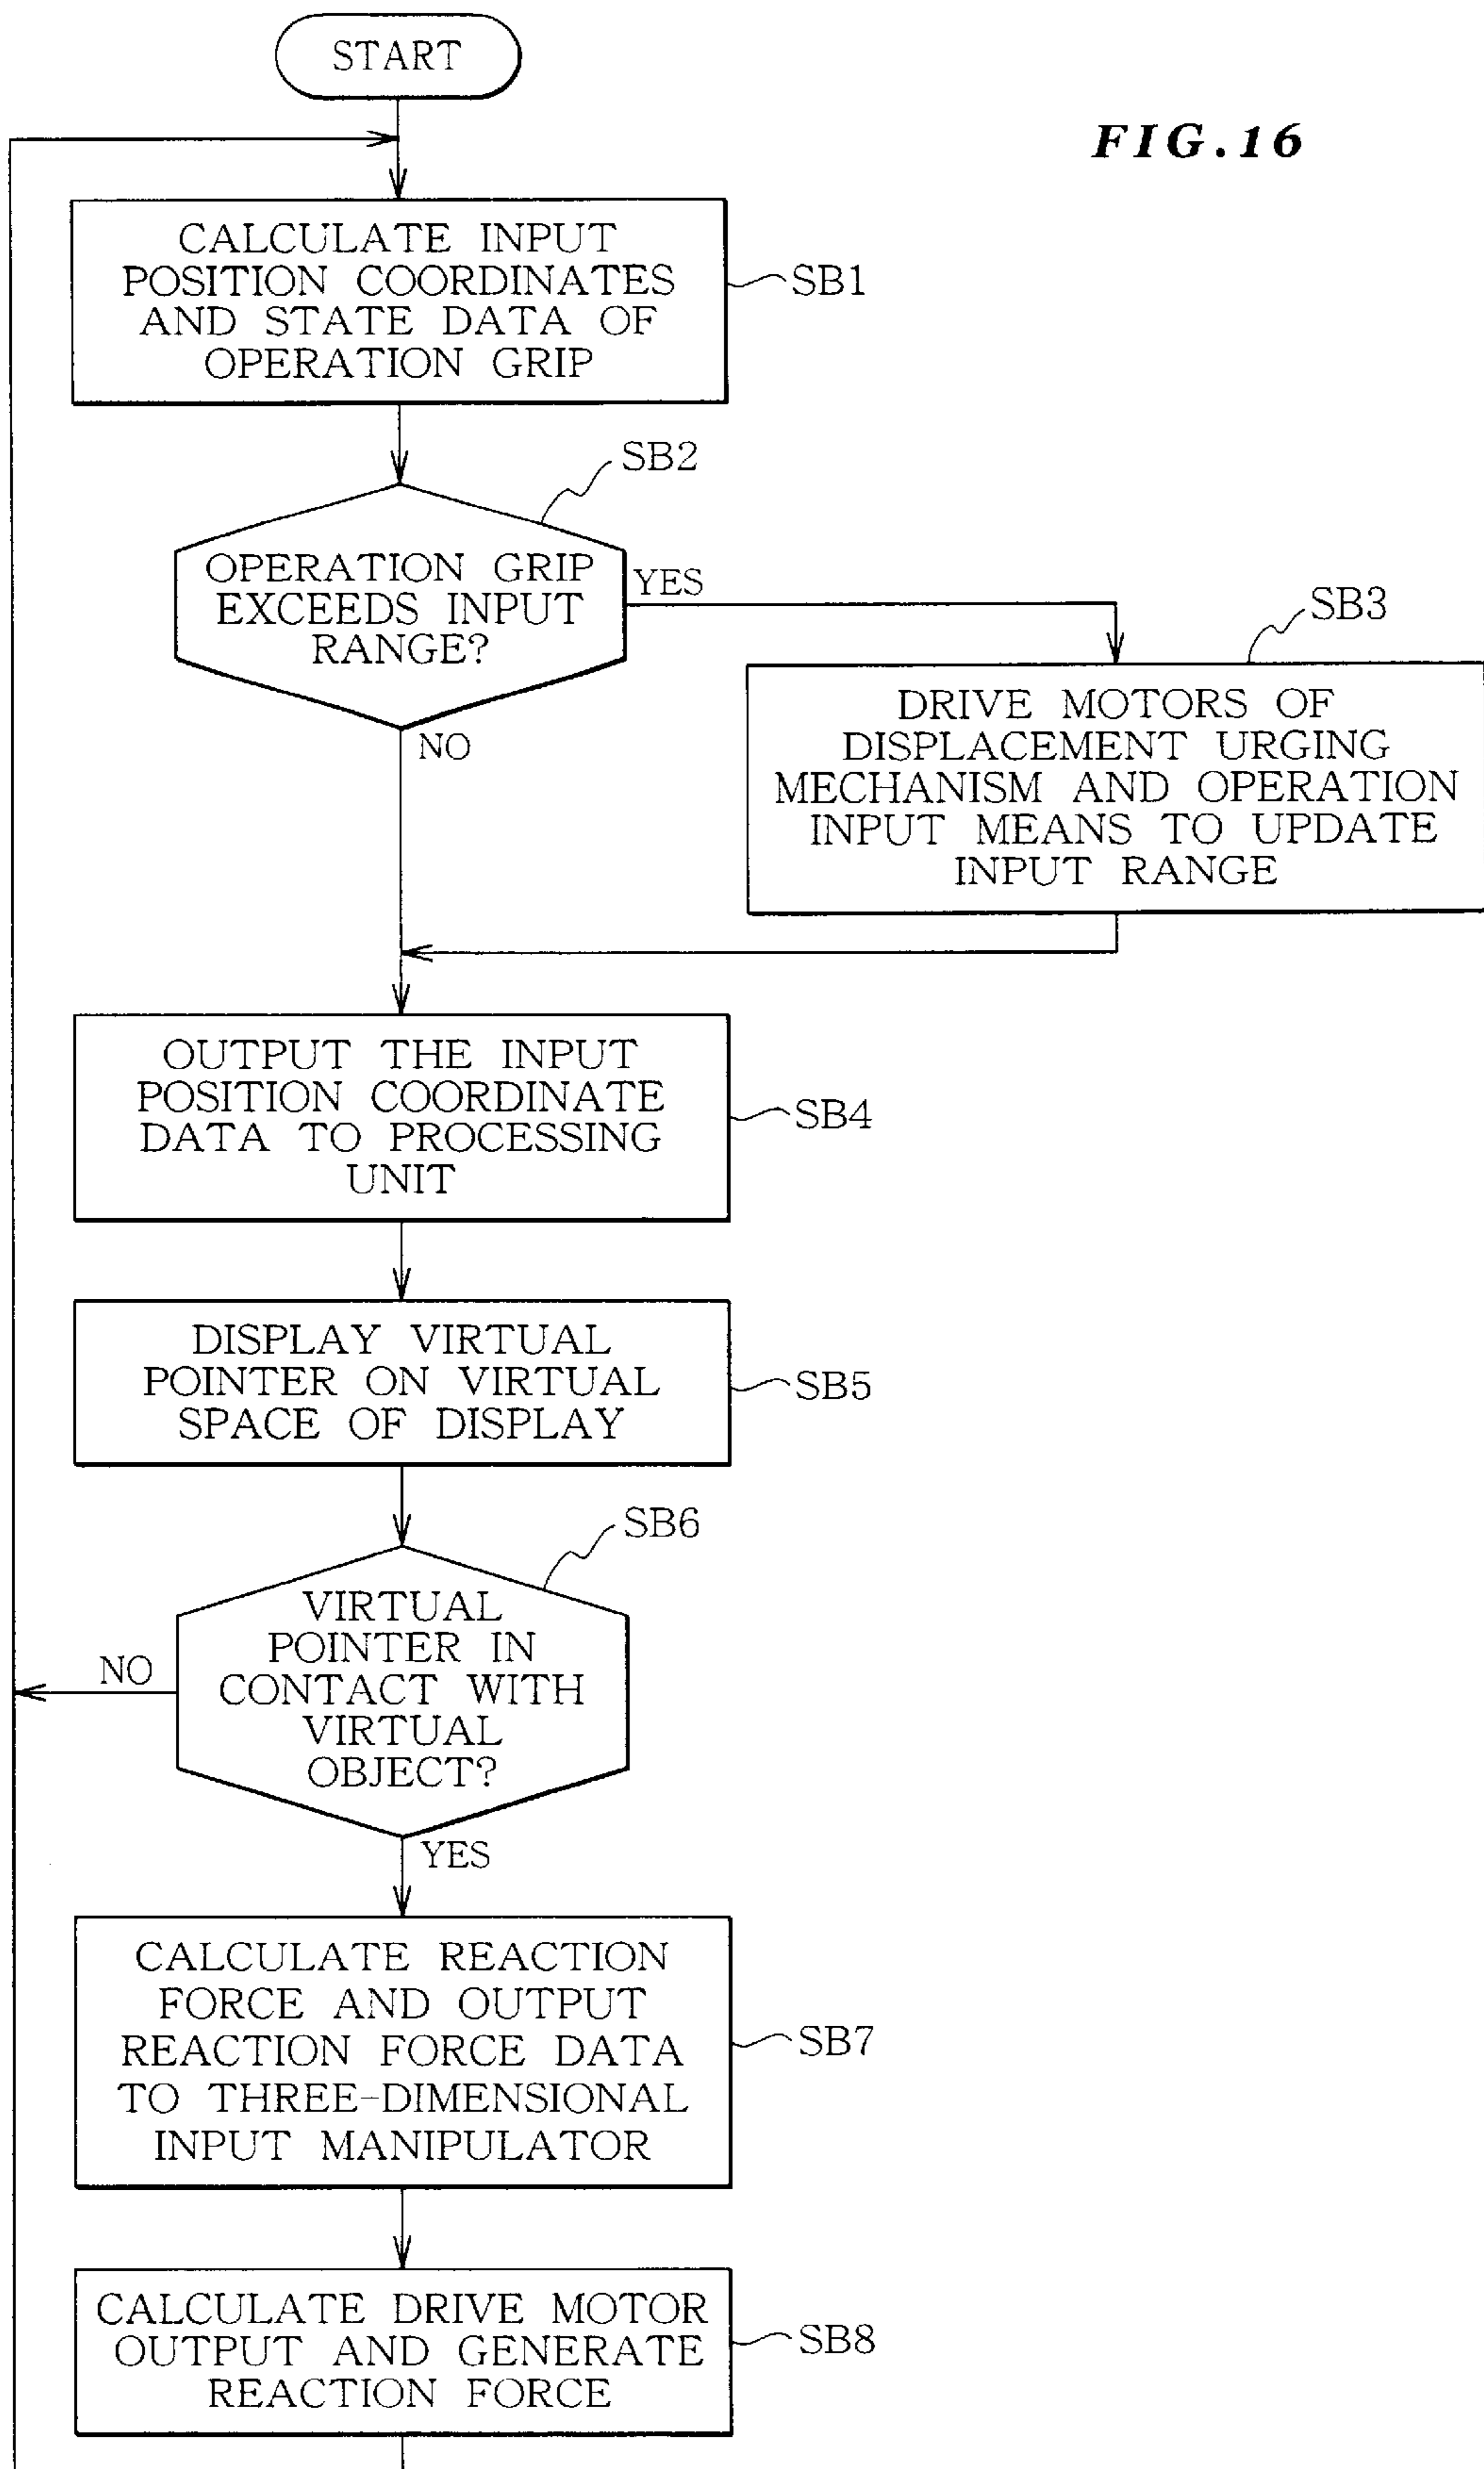 START
FIG.16
CALCULATE INPUT
POSITION COORDINATES
AND STATE DATA OF
OPERATION GRIP
SB1
SB2
OPERATION GRIP
EXCEEDS INPUT
RANGE?
YES
NO
SB3
DRIVE MOTORS OF
DISPLACEMENT URGING
MECHANISM AND OPERATION
INPUT MEANS TO UPDATE
INPUT RANGE
OUTPUT THE INPUT
POSITION COORDINATE
DATA TO PROCESSING
UNIT
SB4
DISPLAY VIRTUAL
POINTER ON VIRTUAL
SPACE OF DISPLAY
SB5
SB6
VIRTUAL
POINTER IN
CONTACT WITH
VIRTUAL
OBJECT?
NO
YES
CALCULATE REACTION
FORCE AND OUTPUT
REACTION FORCE DATA
TO THREE-DIMENSIONAL
INPUT MANIPULATOR
SB7
CALCULATE DRIVE MOTOR
OUTPUT AND GENERATE
REACTION FORCE
SB8